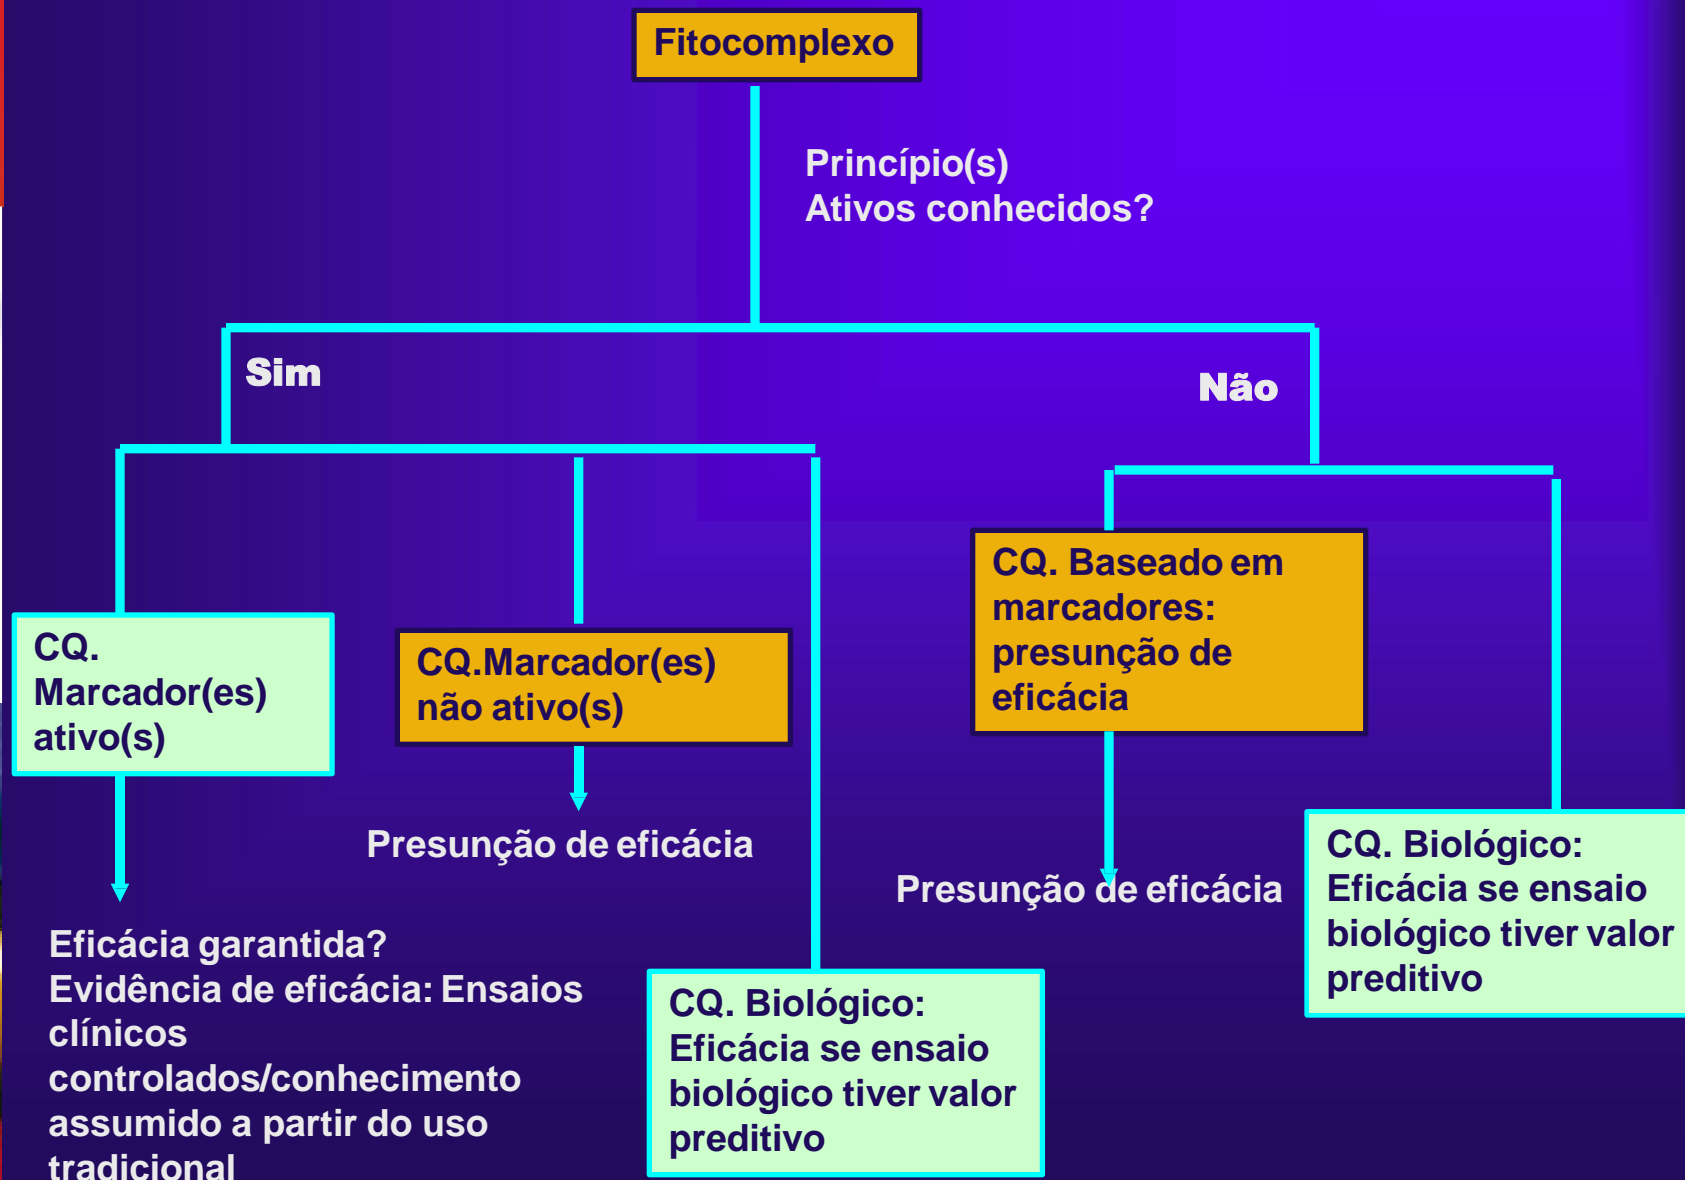 Fitocomplexo
Princípio(s)
Ativos conhecidos?
Sim
Não
CQ.
Marcador(es)
ativo(s)
CQ.Marcador(es)
não ativo(s)
CQ. Baseado em
marcadores:
presunção de
eficácia
Presunção de eficácia
Presunção de eficácia
CQ. Biológico:
Eficácia se ensaio
biológico tiver valor
preditivo
Eficácia garantida?
Evidência de eficácia: Ensaios
clínicos
controlados/conhecimento
assumido a partir do uso
tradicional
CQ. Biológico:
Eficácia se ensaio
biológico tiver valor
preditivo